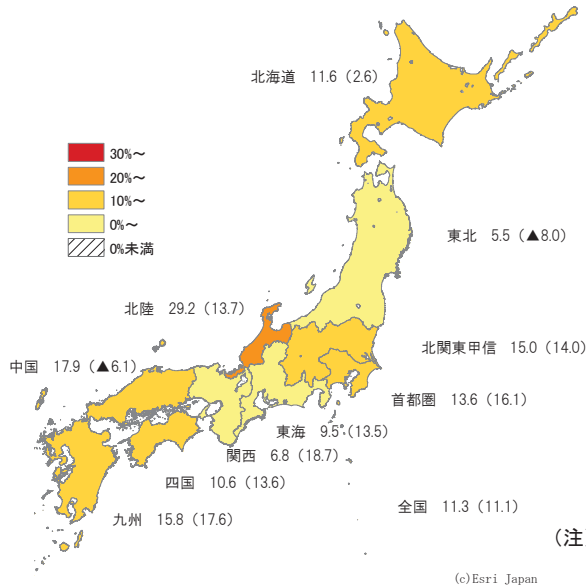 北海道 11.6（2.6）
30%～
20%～
10%～
0%～
0%未満
東北 5.5（▲8.0）
北陸 29.2（13.7）
北関東甲信 15.0（14.0）
中国 17.9（▲6.1）
首都圏 13.6（16.1）
東海 9.5（13.5）
関西 6.8（18.7）
四国 10.6（13.6）
全国 11.3（11.1）
九州 15.8（17.6）
（注
(c)Esri Japan